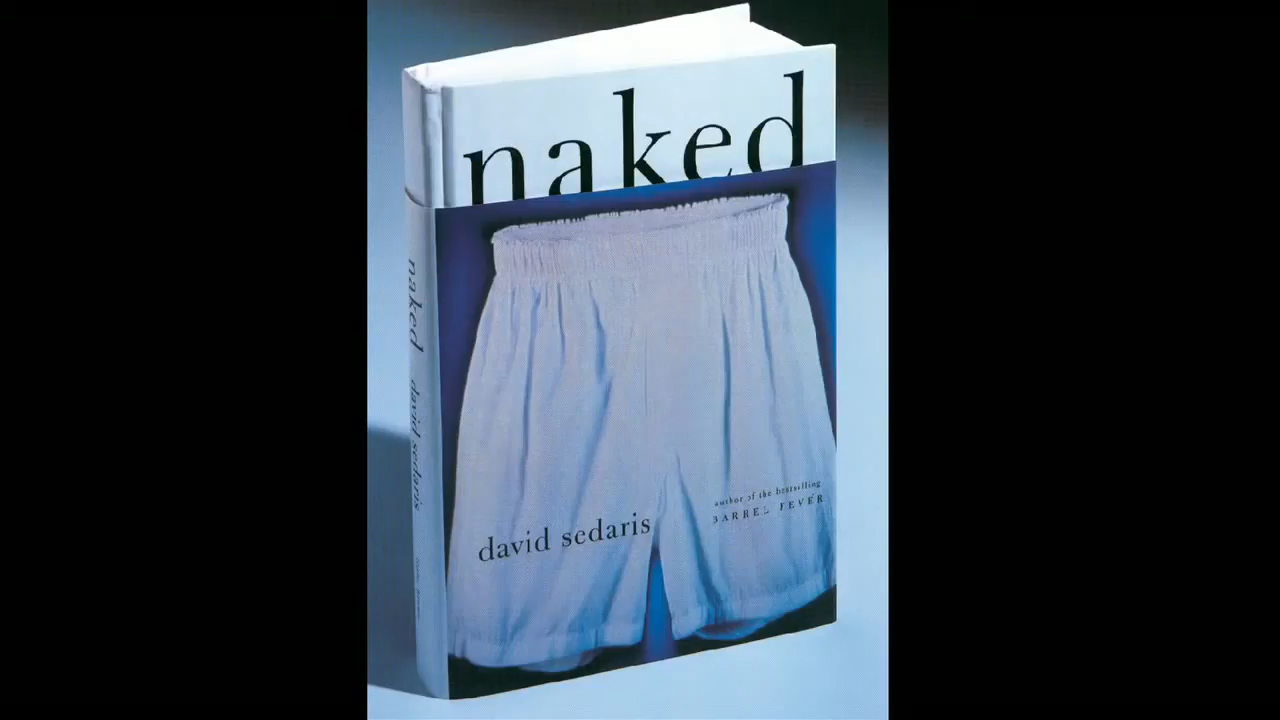 naked
naked david sedaris
david sedaris
author of the bestselling
BARREL FEVER